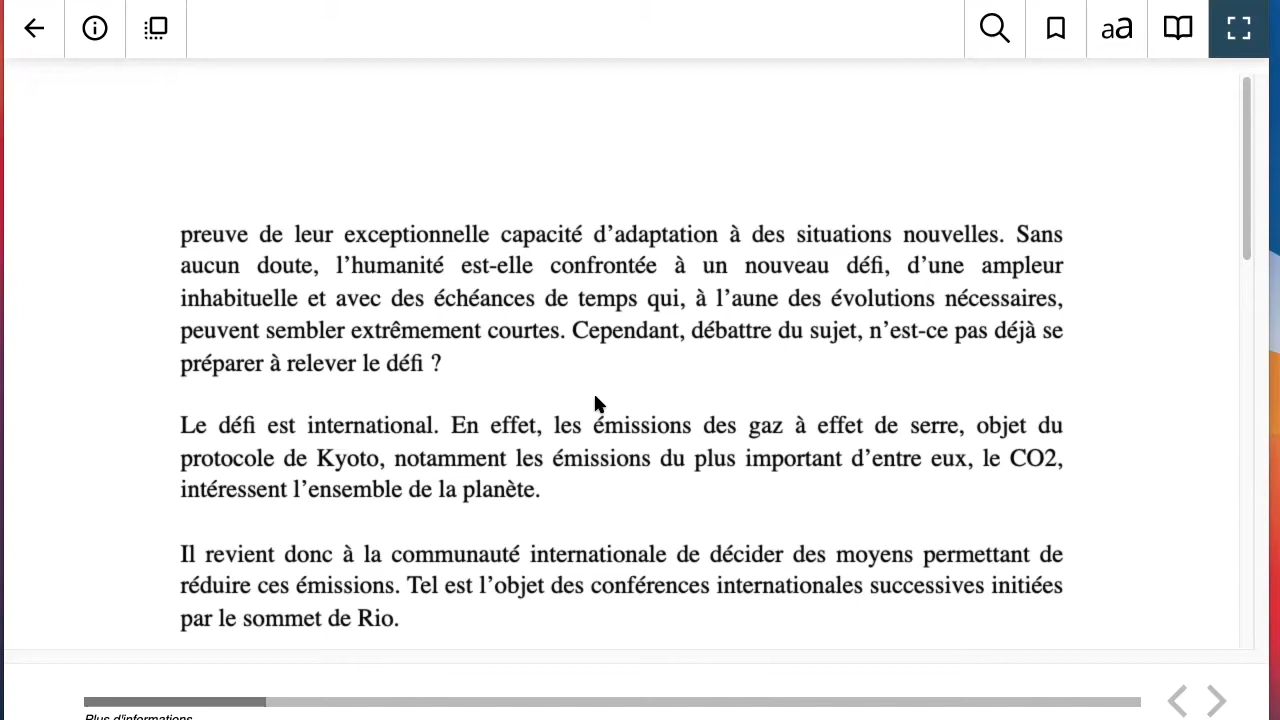 aA
preuve de leur exceptionnelle capacité d’adaptation à des situations nouvelles. Sans
aucun doute, l’humanité est-elle confrontée à un nouveau défi, d’une ampleur
inhabituelle et avec des échéances de temps qui, à l’aune des évolutions nécessaires,
peuvent sembler extrêmement courtes. Cependant, débattre du sujet, n’est-ce pas déjà se
préparer à relever le défi ?
Le défi est international. En effet, les émissions des gaz à effet de serre, objet du
protocole de Kyoto, notamment les émissions du plus important d’entre eux, le CO2,
intéressent l’ensemble de la planète.
Il revient donc à la communauté internationale de décider des moyens permettant de
réduire ces émissions. Tel est l’objet des conférences internationales successives initiées
par le sommet de Rio.
Plus d'informations